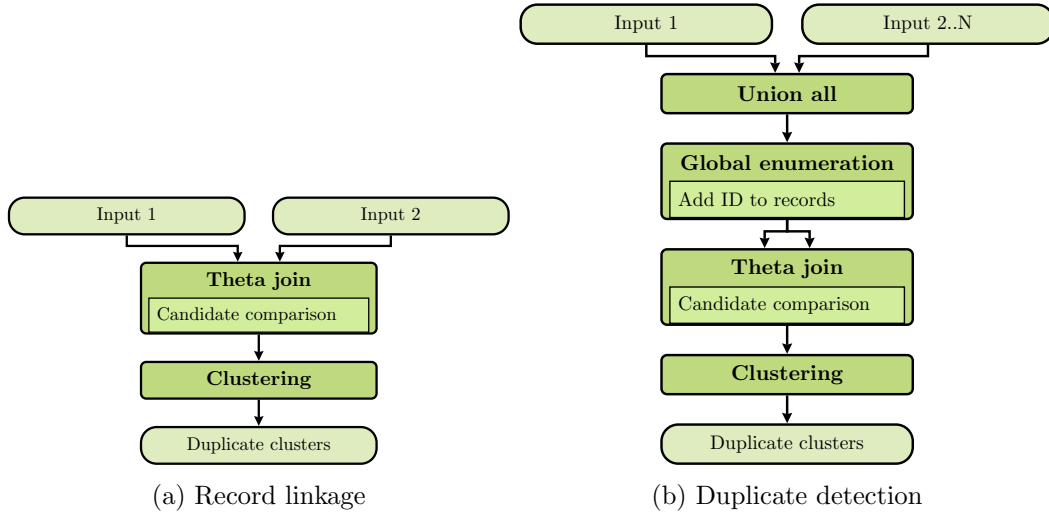 Input 1
Input 2
Theta join
Candidate comparison
Clustering
Duplicate clusters
(a) Record linkage
Input 1
Input 2..N
Union all
Global enumeration
Add ID to records
Theta join
Candidate comparison
Clustering
Duplicate clusters
(b) Duplicate detection